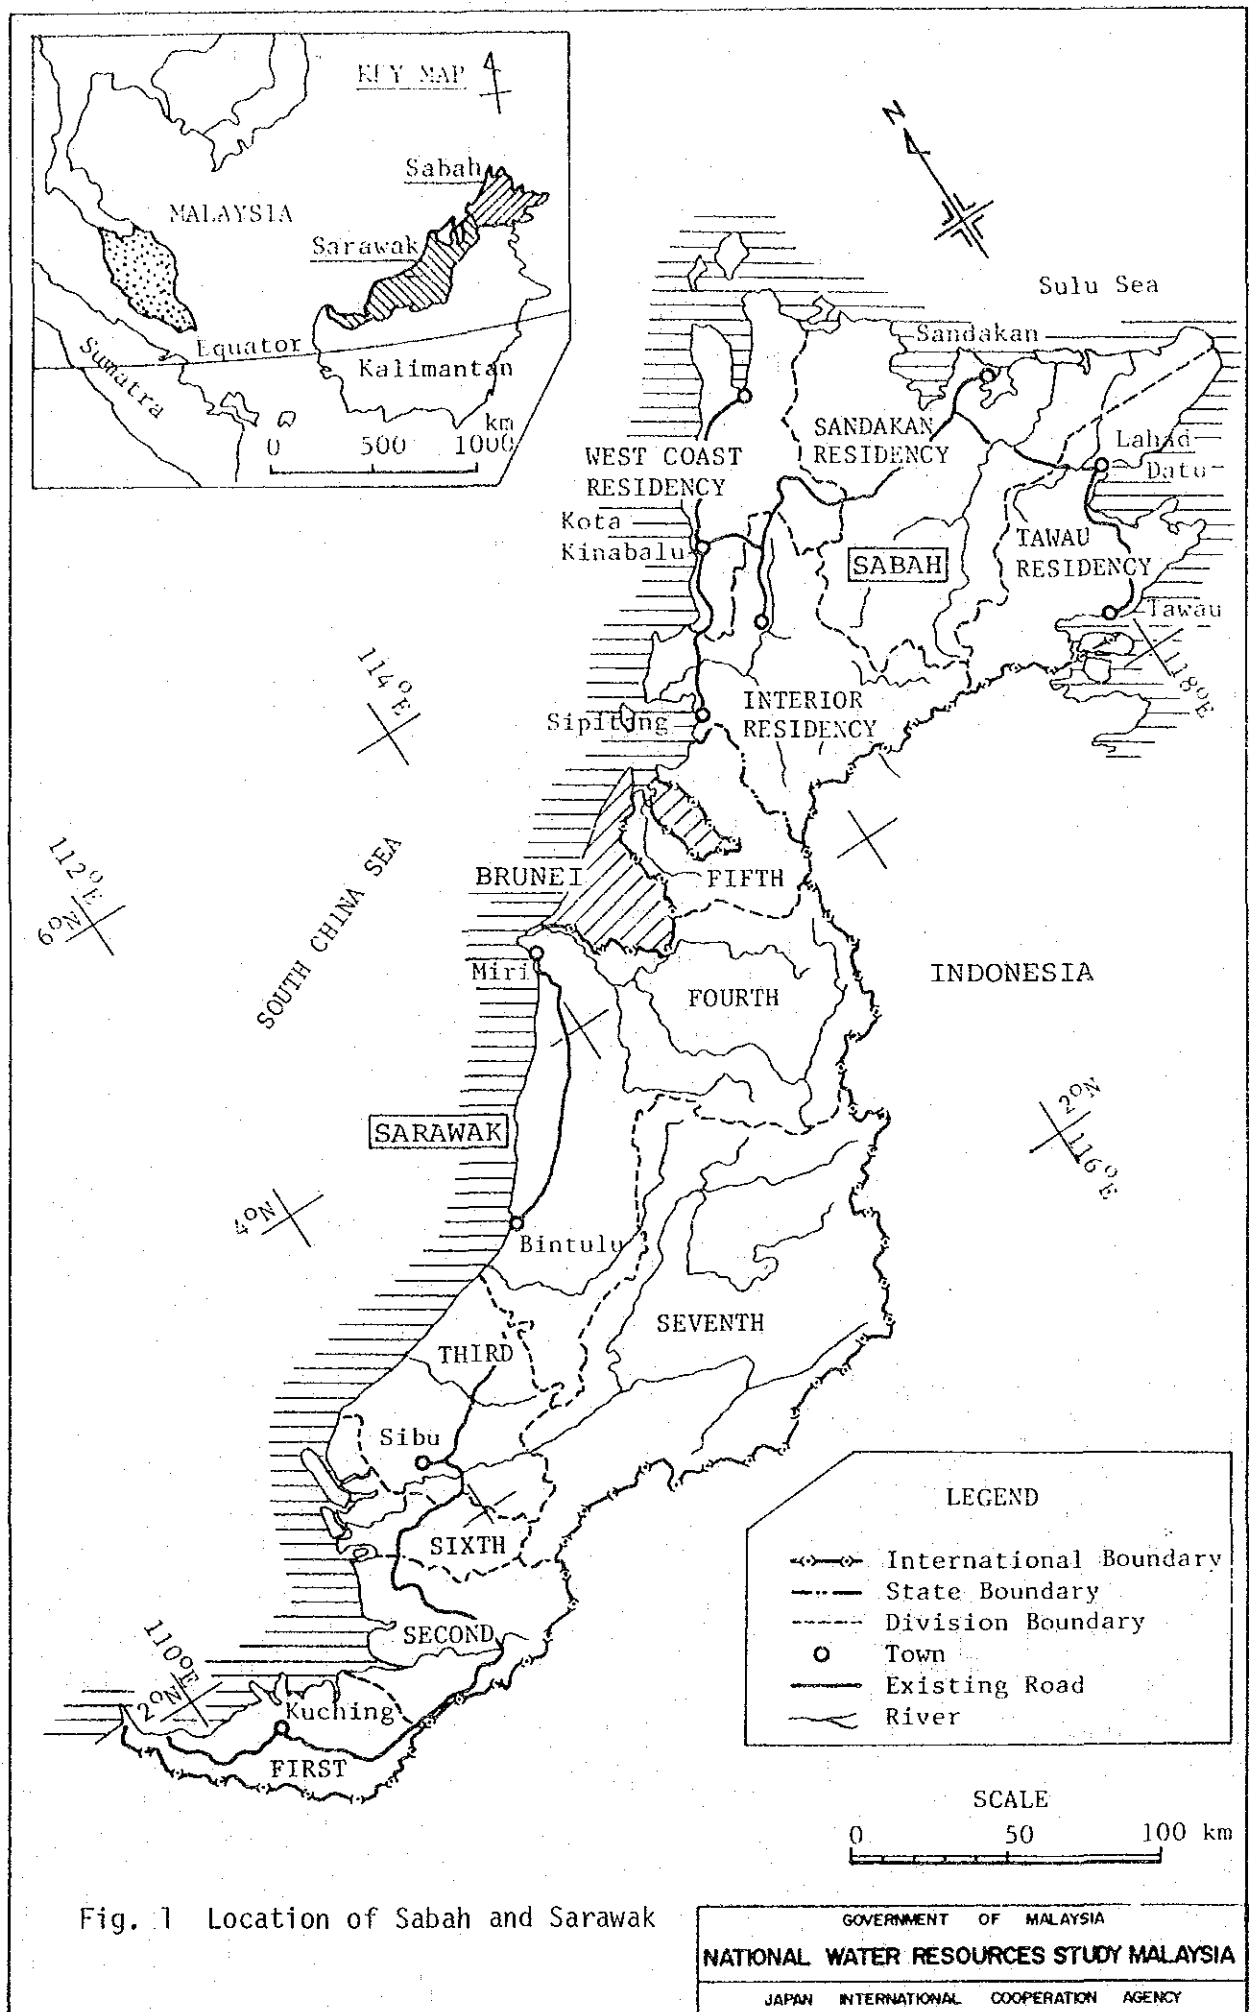 KEY MAP
Sabah
MALAYSIA
Sarawak
Equator
Sumatra
Kalimantan
km
0 500 1000
N
Sulu Sea
Sandakan
SANDAKAN
RESIDENCY
WEST COAST
RESIDENCY
Lahad
Datu
Kota
Kinabalu
TAWAU
RESIDENCY
SABAH
Tawau
118°E
114°E
INTERIOR
RESIDENCY
Sipitang
112°E
6°N
SOUTH CHINA SEA
BRUNEI
FIFTH
Miri
INDONESIA
FOURTH
2°N
116°E
SARAWAK
4°N
Bintulu
SEVENTH
THIRD
Sibu
SIXTH
SECOND
110°E
2°N
Kuching
FIRST
LEGEND
International Boundary
State Boundary
Division Boundary
Town
Existing Road
River
SCALE
0 50 100 km
Fig. 1 Location of Sabah and Sarawak
GOVERNMENT OF MALAYSIA
NATIONAL WATER RESOURCES STUDY MALAYSIA
JAPAN INTERNATIONAL COOPERATION AGENCY